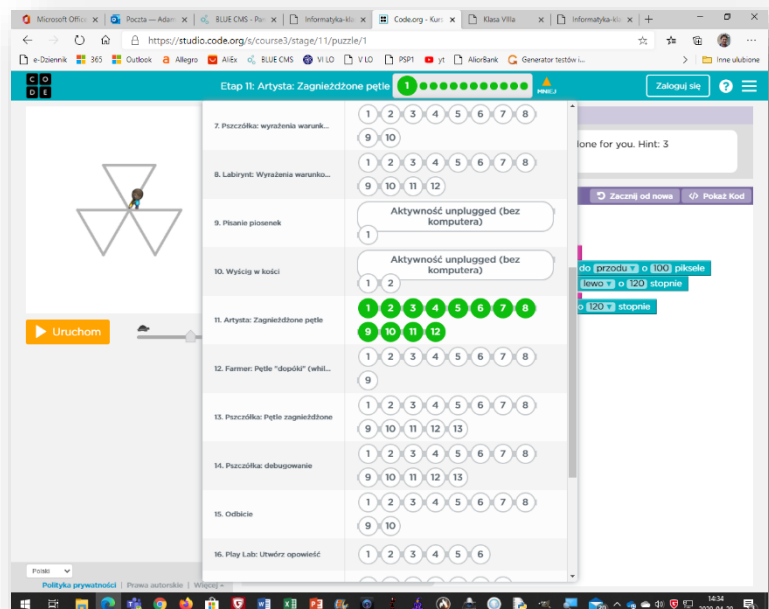 Microsoft Office
Poczta — Adam
BLUE CMS - Pan
Informatyka-kla
Code.org - Kurs
Klasa VIIIa
Informatyka-kla
https://studio.code.org/s/course3/stage/11/puzzle/1
e-Dziennik 365 Outlook Allegro AliEx BLUE CMS VI LO V LO PSP1 yt AliorBank Generator testów i... Inne ulubione
C O
D E
Etap 11: Artysta: Zagnieżdżone pętle 1 MNIEJ Zaloguj się ?
7. Pszczółka: wyrażenia warunk...
1 2 3 4 5 6 7 8
9 10
8. Labirynt: Wyrażenia warunko...
1 2 3 4 5 6 7 8
9 10 11 12
9. Pisanie piosenek
Aktywność unplugged (bez
komputera)
1
10. Wyścig w kości
Aktywność unplugged (bez
komputera)
1 2
11. Artysta: Zagnieżdżone pętle
1 2 3 4 5 6 7 8
9 10 11 12
12. Farmer: Pętle "dopóki" (whil...
1 2 3 4 5 6 7 8
9
13. Pszczółka: Pętle zagnieżdżone
1 2 3 4 5 6 7 8
9 10 11 12 13
14. Pszczółka: debugowanie
1 2 3 4 5 6 7 8
9 10 11 12 13
15. Odbicie
1 2 3 4 5 6 7 8
9 10
16. Play Lab: Utwórz opowieść
1 2 3 4 5 6
lone for you. Hint: 3
Zacznij od nowa </> Pokaż Kod
do przodu o 100 piksele
lewo o 120 stopnie
o 120 stopnie
Uruchom
Polski
Polityka prywatności | Prawa autorskie | Więcej
14:34
2020-04-20